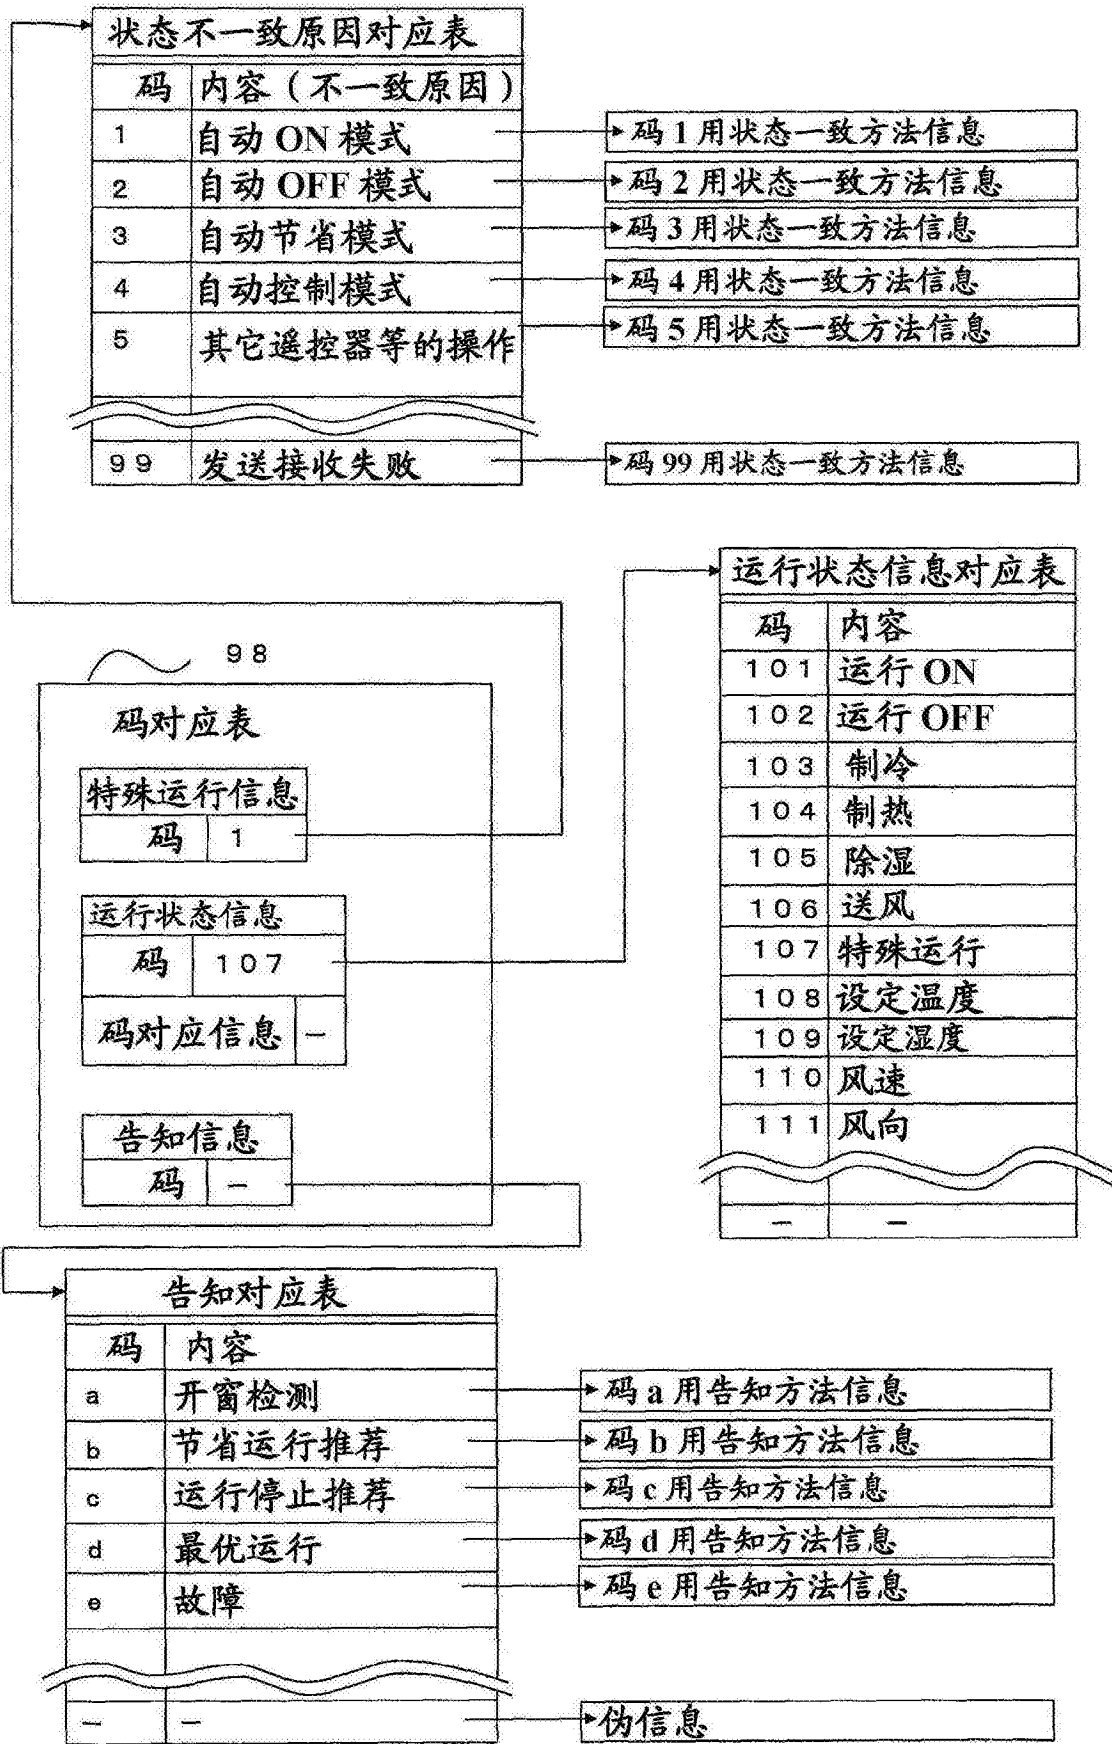 状态不一致原因对应表
码 内容（不一致原因）
1 自动 ON 模式
码 1 用状态一致方法信息
2 自动 OFF 模式
码 2 用状态一致方法信息
3 自动节省模式
码 3 用状态一致方法信息
4 自动控制模式
码 4 用状态一致方法信息
5 其它遥控器等的操作
码 5 用状态一致方法信息
99 发送接收失败
码 99 用状态一致方法信息
98
码对应表
特殊运行信息
码 1
运行状态信息
码 107
码对应信息 －
告知信息
码 －
运行状态信息对应表
码 内容
101 运行 ON
102 运行 OFF
103 制冷
104 制热
105 除湿
106 送风
107 特殊运行
108 设定温度
109 设定湿度
110 风速
111 风向
－ －
告知对应表
码 内容
a 开窗检测
码 a 用告知方法信息
b 节省运行推荐
码 b 用告知方法信息
c 运行停止推荐
码 c 用告知方法信息
d 最优运行
码 d 用告知方法信息
e 故障
码 e 用告知方法信息
－ －
伪信息